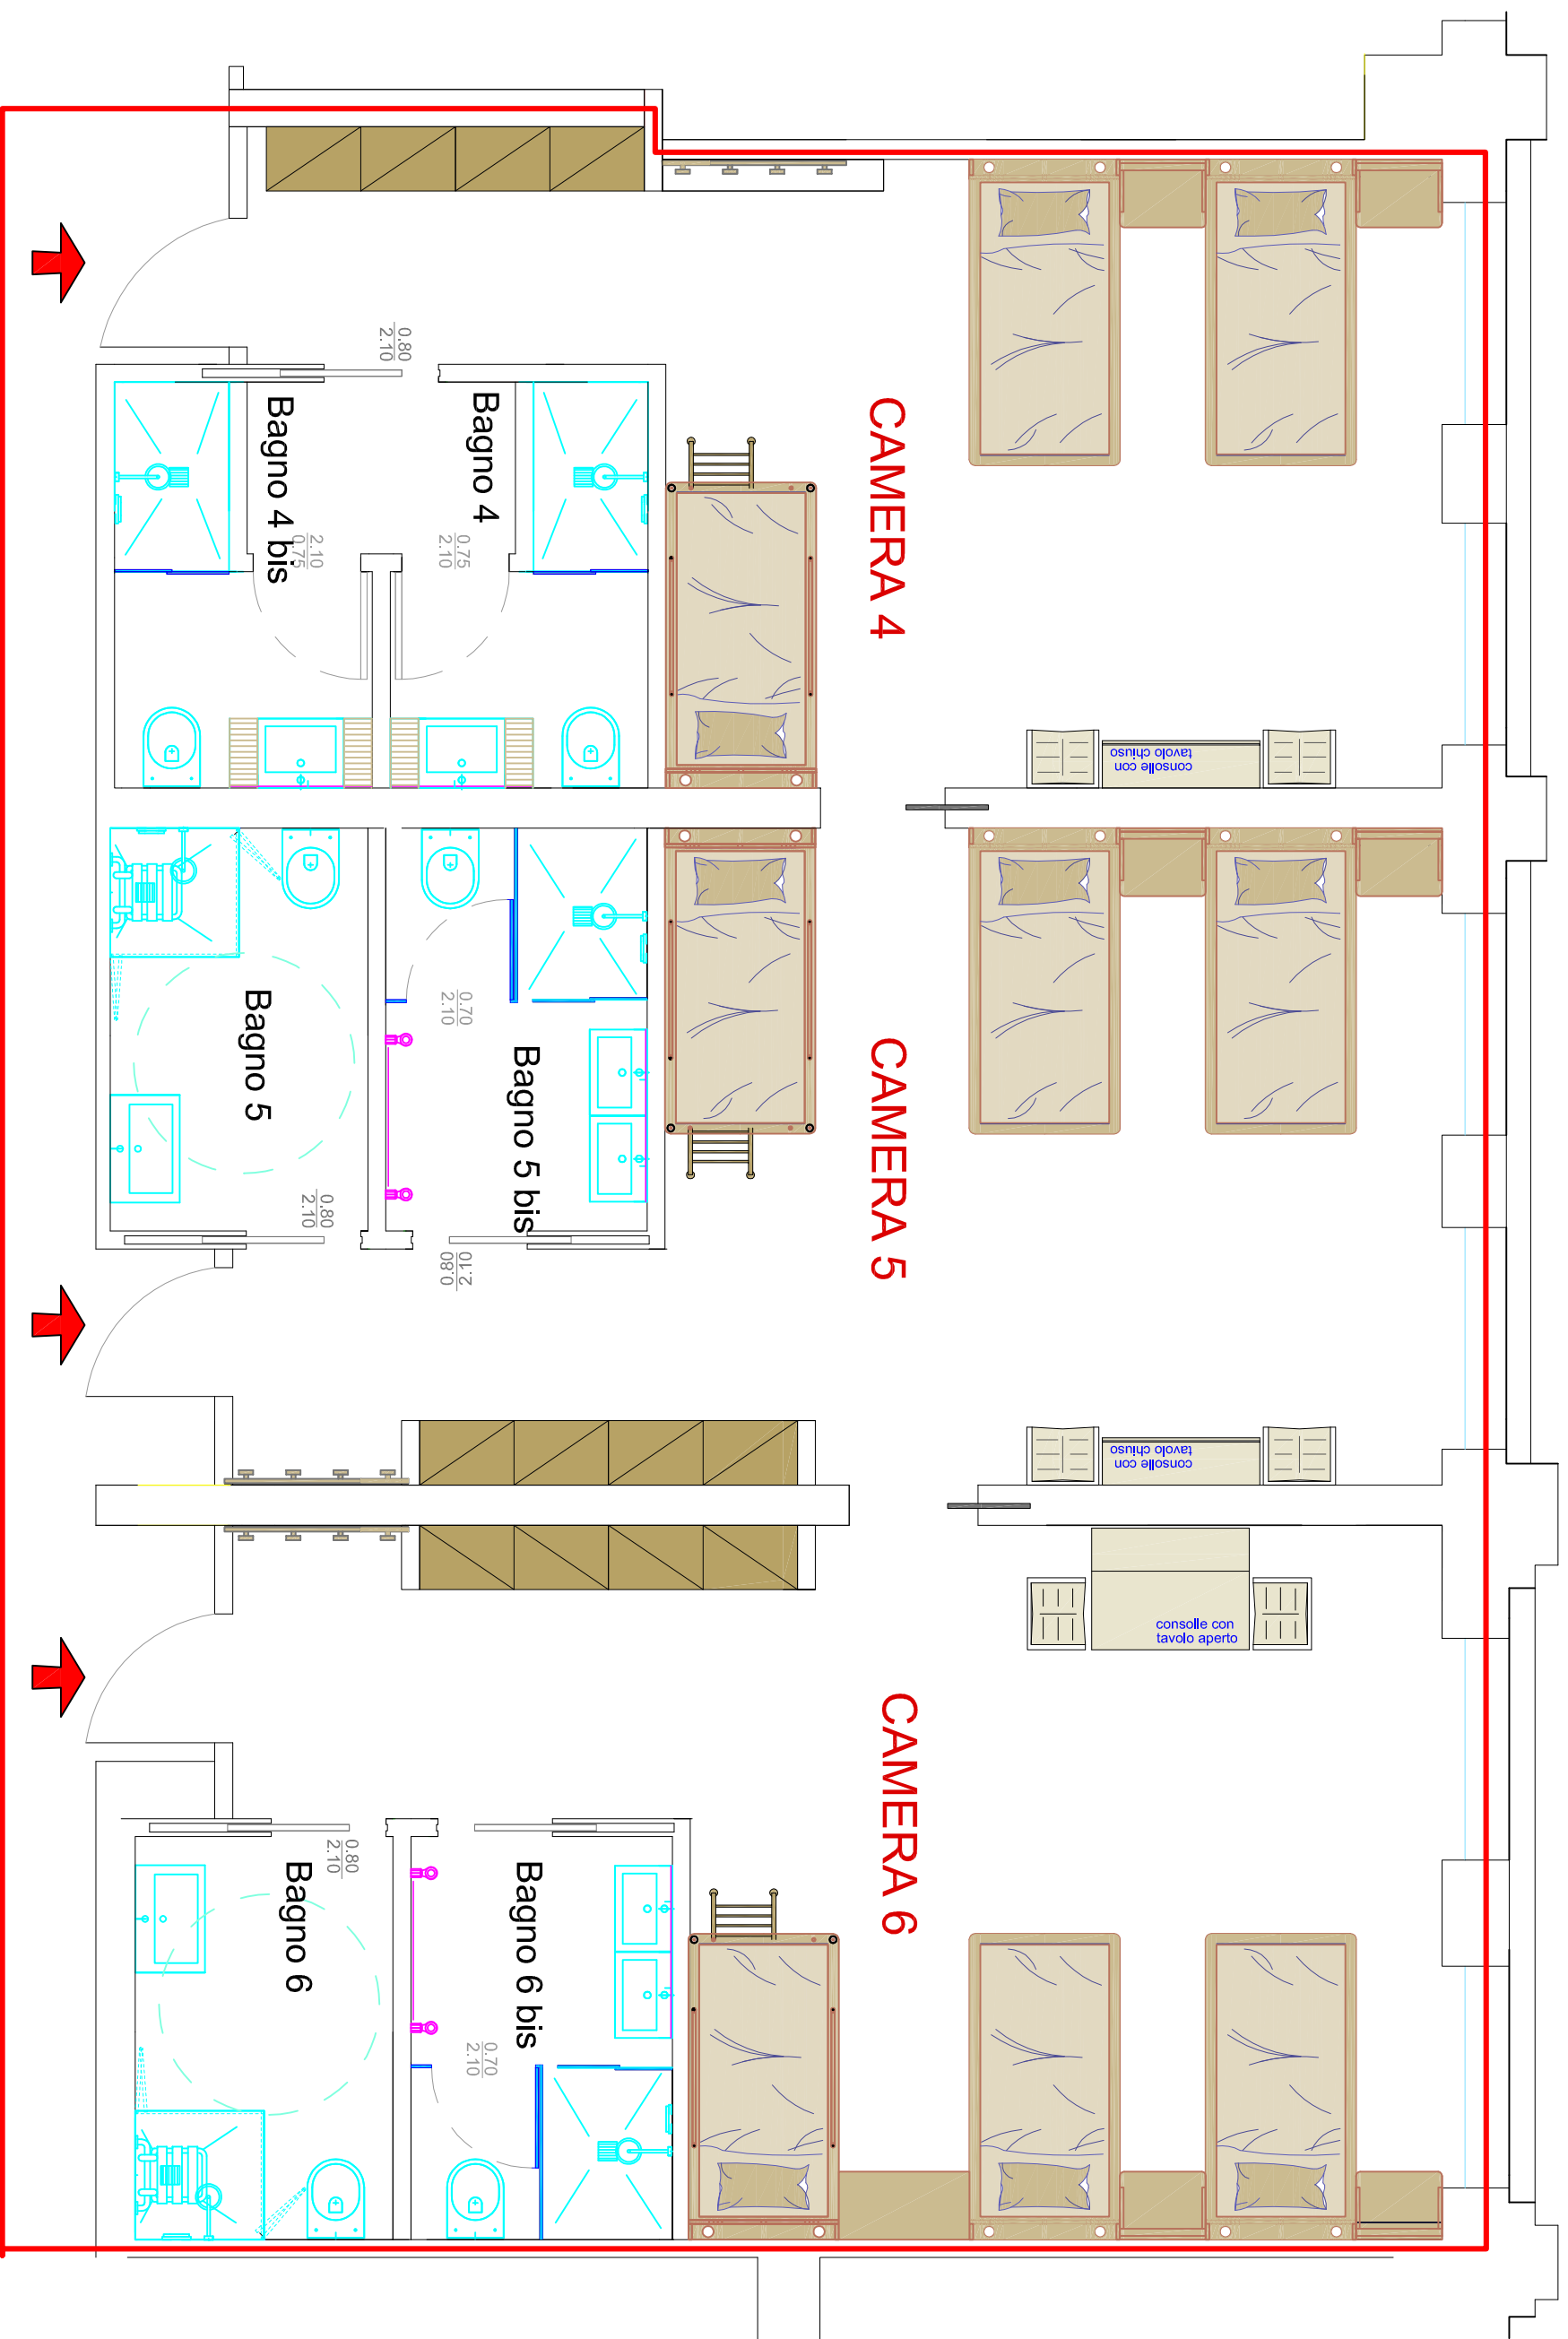 CAMERA 4
Bagno 4
Bagno 4 bis
0.80
2.10
0.75
2.10
2.10
0.75
consolle con
tavolo chiuso
CAMERA 5
Bagno 5 bis
Bagno 5
0.70
2.10
0.80
2.10
2.10
0.80
consolle con
tavolo chiuso
consolle con
tavolo aperto
CAMERA 6
Bagno 6 bis
Bagno 6
0.80
2.10
0.70
2.10